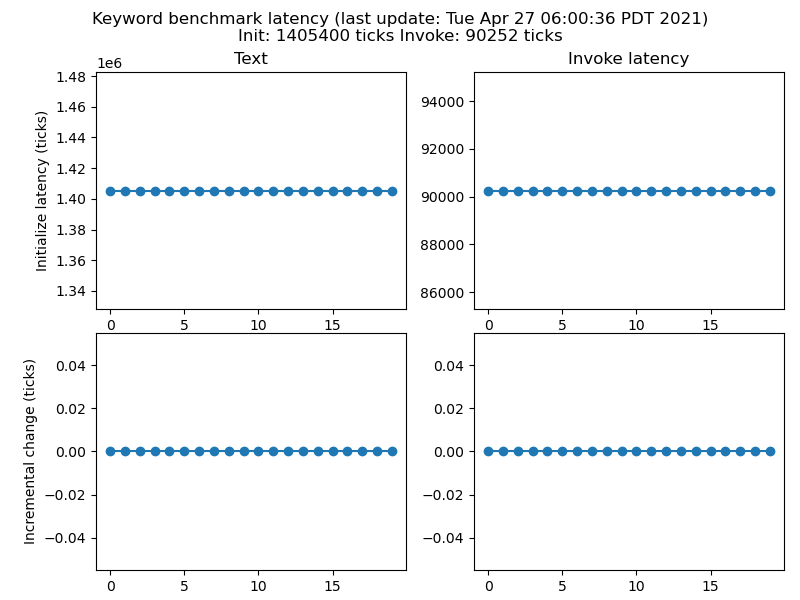 Keyword benchmark latency (last update: Tue Apr 27 06:00:36 PDT 2021)
Init: 1405400 ticks Invoke: 90252 ticks
Text
1e6
Initialize latency (ticks)
1.48
1.46
1.44
1.42
1.40
1.38
1.36
1.34
0 5 10 15
Invoke latency
94000
92000
90000
88000
86000
0 5 10 15
Incremental change (ticks)
0.04
0.02
0.00
−0.02
−0.04
0 5 10 15
0.04
0.02
0.00
−0.02
−0.04
0 5 10 15